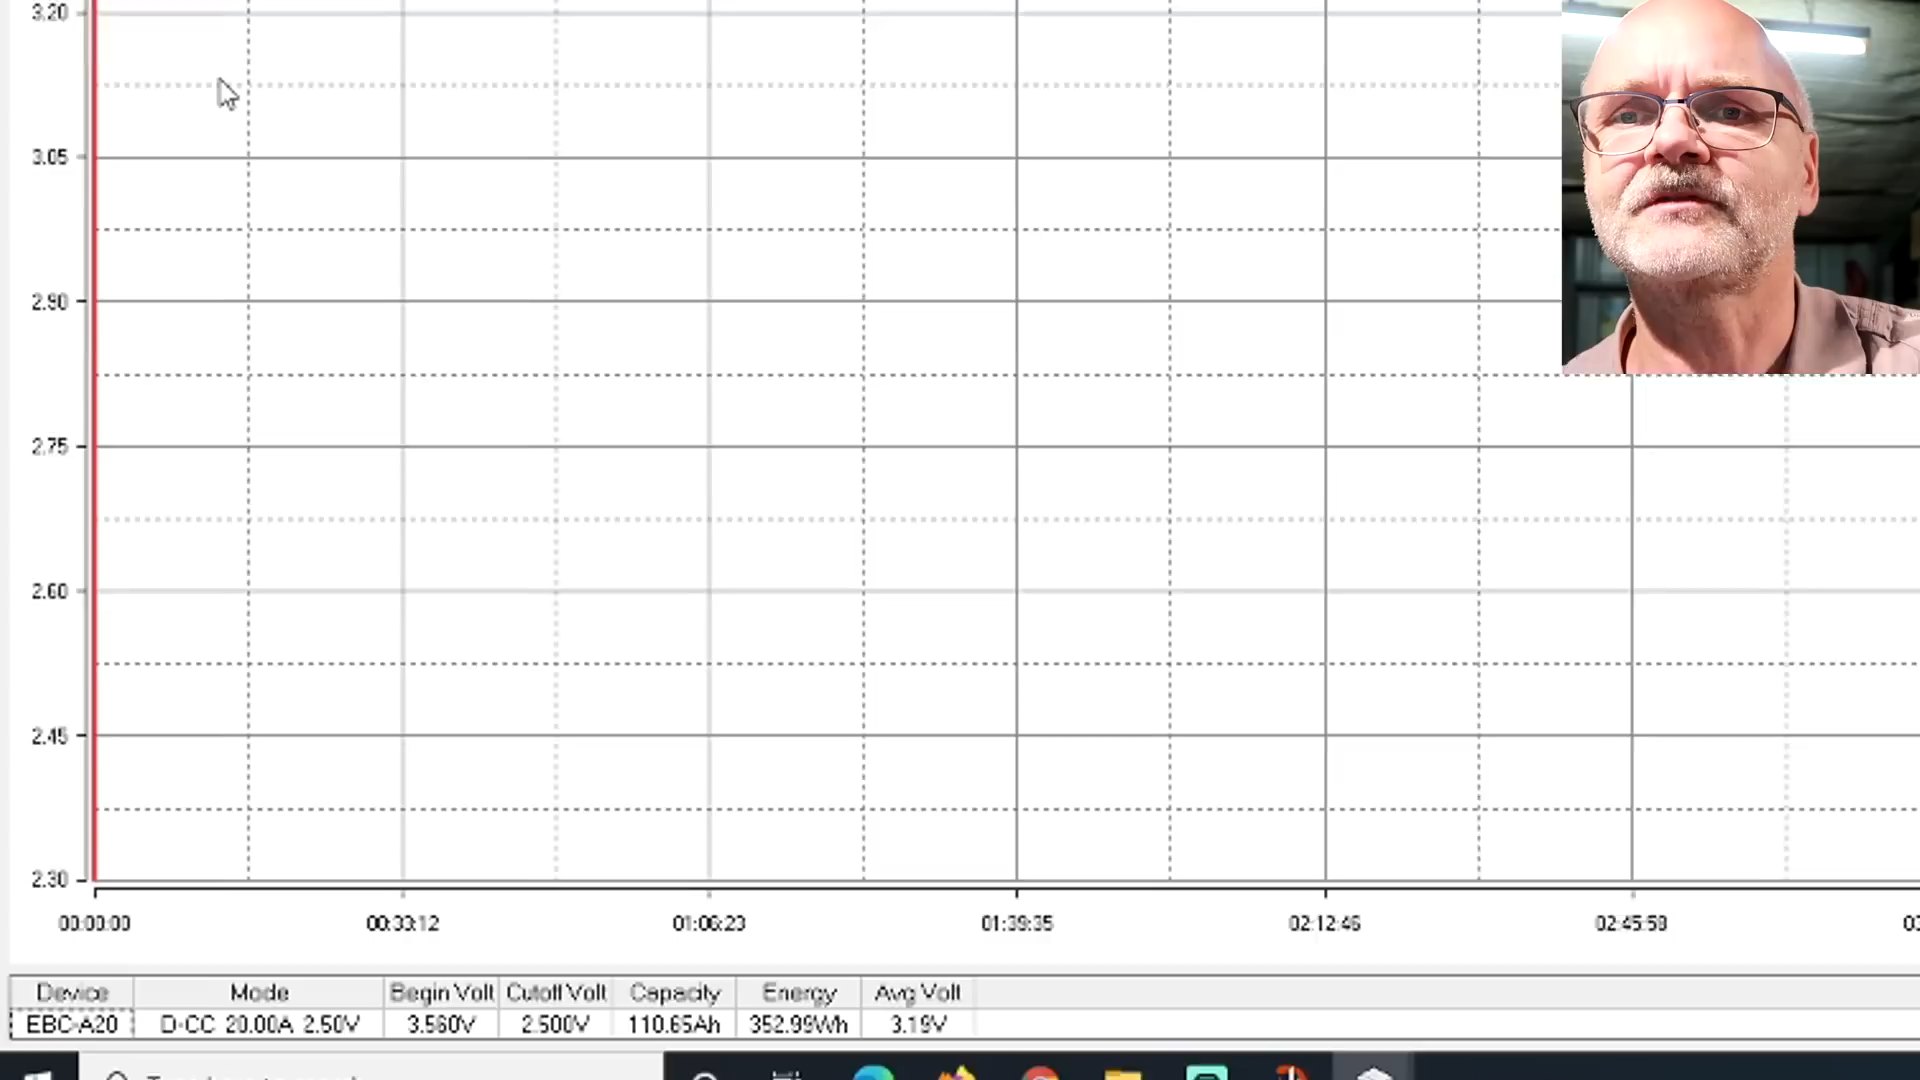 3.20
3.05
2.90
2.75
2.60
2.45
2.30
00:00:00 00:33:12 01:06:23 01:39:35 02:12:46 02:45:58
Device Mode Begin Volt Cutoff Volt Capacity Energy Avg Volt
EBC-A20 D-CC 20.00A 2.50V 3.560V 2.500V 110.65Ah 352.99Wh 3.19V